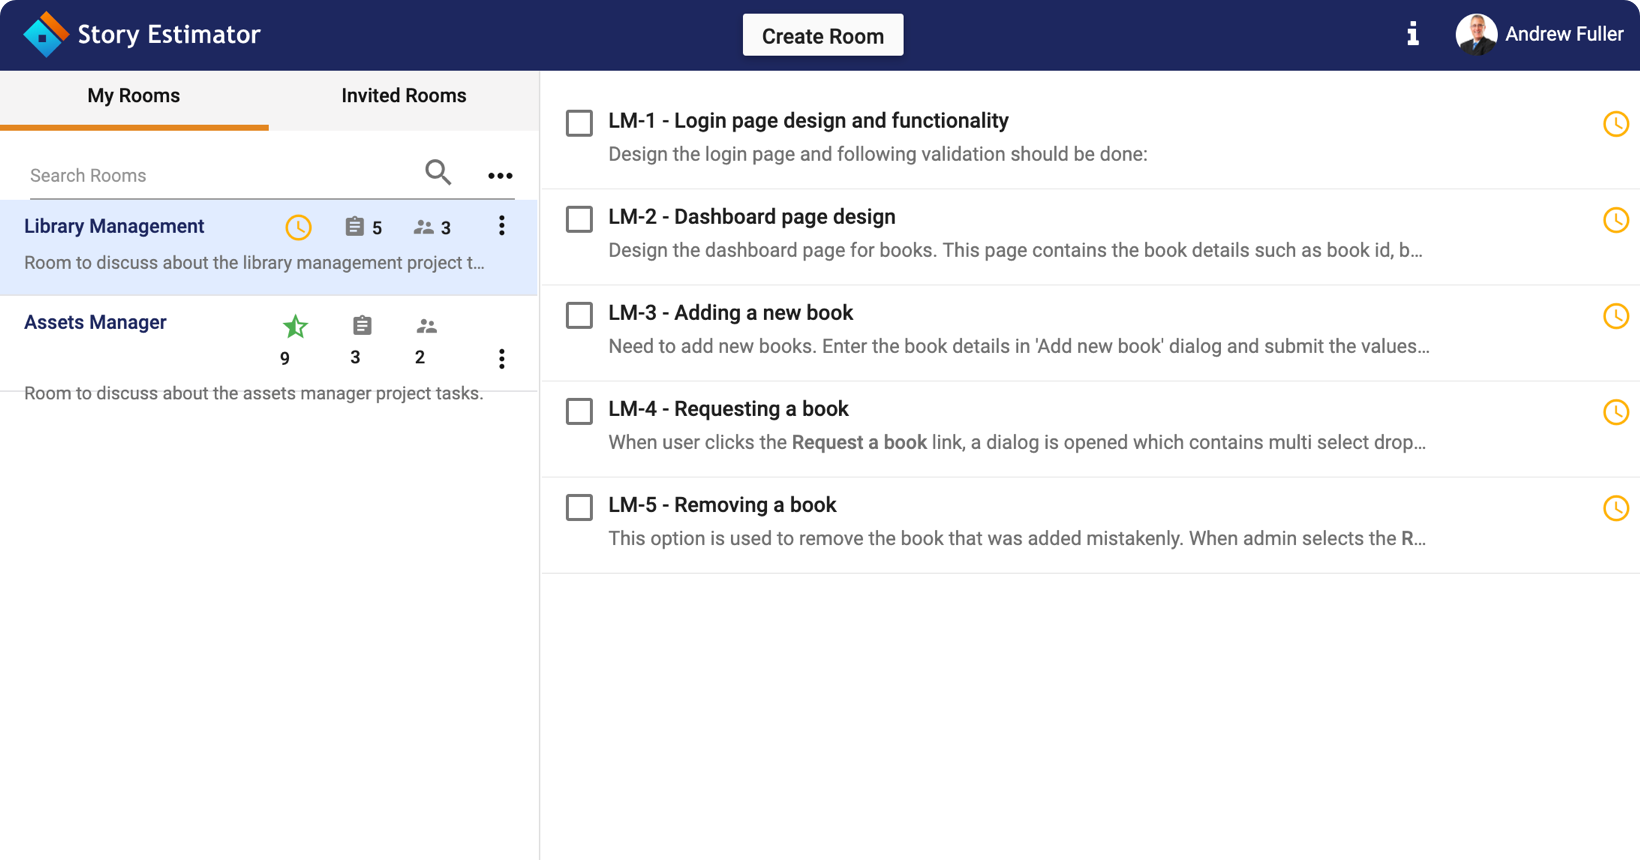 Story Estimator
Create Room
Andrew Fuller
My Rooms
Invited Rooms
Search Rooms
Library Management
5
3
Room to discuss about the library management project t...
Assets Manager
9
3
2
Room to discuss about the assets manager project tasks.
LM-1 - Login page design and functionality
Design the login page and following validation should be done:
LM-2 - Dashboard page design
Design the dashboard page for books. This page contains the book details such as book id, b...
LM-3 - Adding a new book
Need to add new books. Enter the book details in 'Add new book' dialog and submit the values...
LM-4 - Requesting a book
When user clicks the Request a book link, a dialog is opened which contains multi select drop...
LM-5 - Removing a book
This option is used to remove the book that was added mistakenly. When admin selects the R...